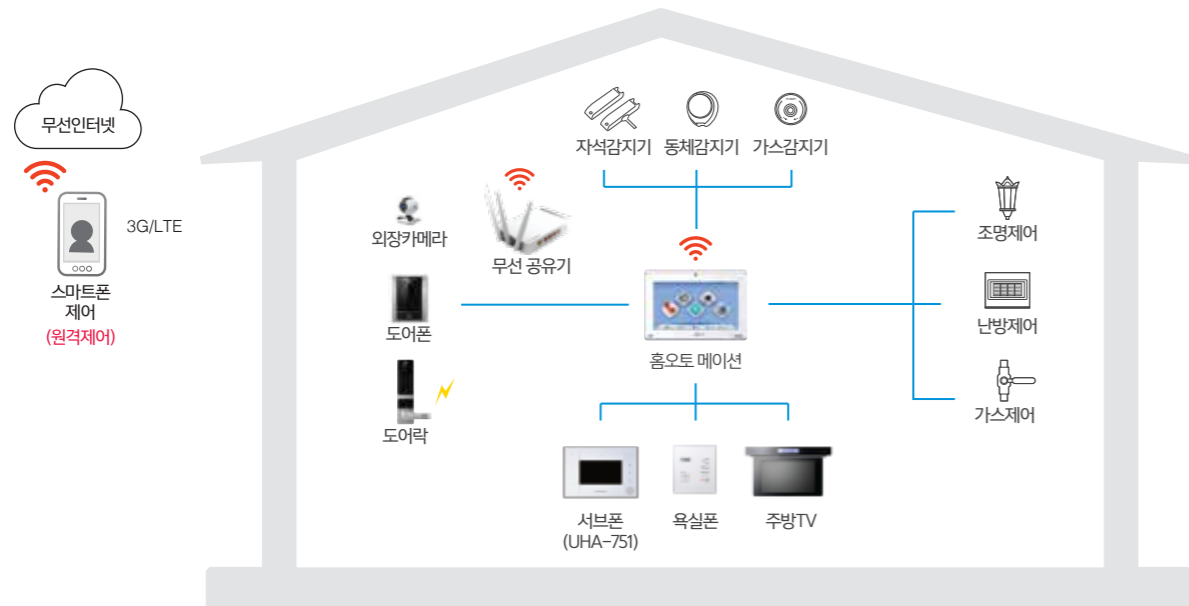 무선인터넷
3G/LTE
스마트폰
제어
(원격제어)
자석감지기
동체감지기
가스감지기
외장카메라
무선 공유기
도어폰
도어락
홈오토 메이션
조명제어
난방제어
가스제어
서브폰
(UHA-751)
욕실폰
주방TV